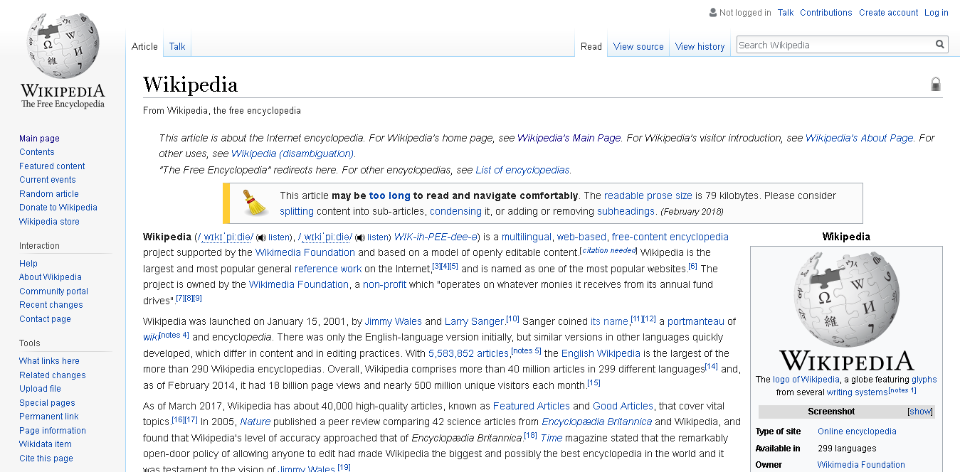 Not logged in Talk Contributions Create account Log in
Article Talk Read View source View history Search Wikipedia
WIKIPEDIA
The Free Encyclopedia
Main page
Contents
Featured content
Current events
Random article
Donate to Wikipedia
Wikipedia store
Interaction
Help
About Wikipedia
Community portal
Recent changes
Contact page
Tools
What links here
Related changes
Upload file
Special pages
Permanent link
Page information
Wikidata item
Cite this page
Wikipedia
From Wikipedia, the free encyclopedia
This article is about the Internet encyclopedia. For Wikipedia's home page, see Wikipedia's Main Page. For Wikipedia's visitor introduction, see Wikipedia's About Page. For
other uses, see Wikipedia (disambiguation).
"The Free Encyclopedia" redirects here. For other encyclopedias, see List of encyclopedias.
This article may be too long to read and navigate comfortably. The readable prose size is 79 kilobytes. Please consider
splitting content into sub-articles, condensing it, or adding or removing subheadings. (February 2018)
Wikipedia (/ˌwɪkɪˈpiːdiə/ (listen), /ˌwɪkiˈpiːdiə/ (listen) WIK-ih-PEE-dee-ə) is a multilingual, web-based, free-content encyclopedia
project supported by the Wikimedia Foundation and based on a model of openly editable content.[citation needed] Wikipedia is the
largest and most popular general reference work on the Internet,[3][4][5] and is named as one of the most popular websites.[6] The
project is owned by the Wikimedia Foundation, a non-profit which "operates on whatever monies it receives from its annual fund
drives".[7][8][9]
Wikipedia was launched on January 15, 2001, by Jimmy Wales and Larry Sanger.[10] Sanger coined its name,[11][12] a portmanteau of
wiki[notes 4] and encyclopedia. There was only the English-language version initially, but similar versions in other languages quickly
developed, which differ in content and in editing practices. With 5,583,852 articles,[notes 5] the English Wikipedia is the largest of the
more than 290 Wikipedia encyclopedias. Overall, Wikipedia comprises more than 40 million articles in 299 different languages[14] and,
as of February 2014, it had 18 billion page views and nearly 500 million unique visitors each month.[15]
As of March 2017, Wikipedia has about 40,000 high-quality articles, known as Featured Articles and Good Articles, that cover vital
topics.[16][17] In 2005, Nature published a peer review comparing 42 science articles from Encyclopædia Britannica and Wikipedia, and
found that Wikipedia's level of accuracy approached that of Encyclopædia Britannica.[18] Time magazine stated that the remarkably
open-door policy of allowing anyone to edit had made Wikipedia the biggest and possibly the best encyclopedia in the world and it
was testament to the vision of Jimmy Wales.[19]
Wikipedia
WIKIPEDIA
The logo of Wikipedia, a globe featuring glyphs
from several writing systems[notes 1]
Screenshot [show]
Type of site Online encyclopedia
Available in 299 languages
Owner Wikimedia Foundation